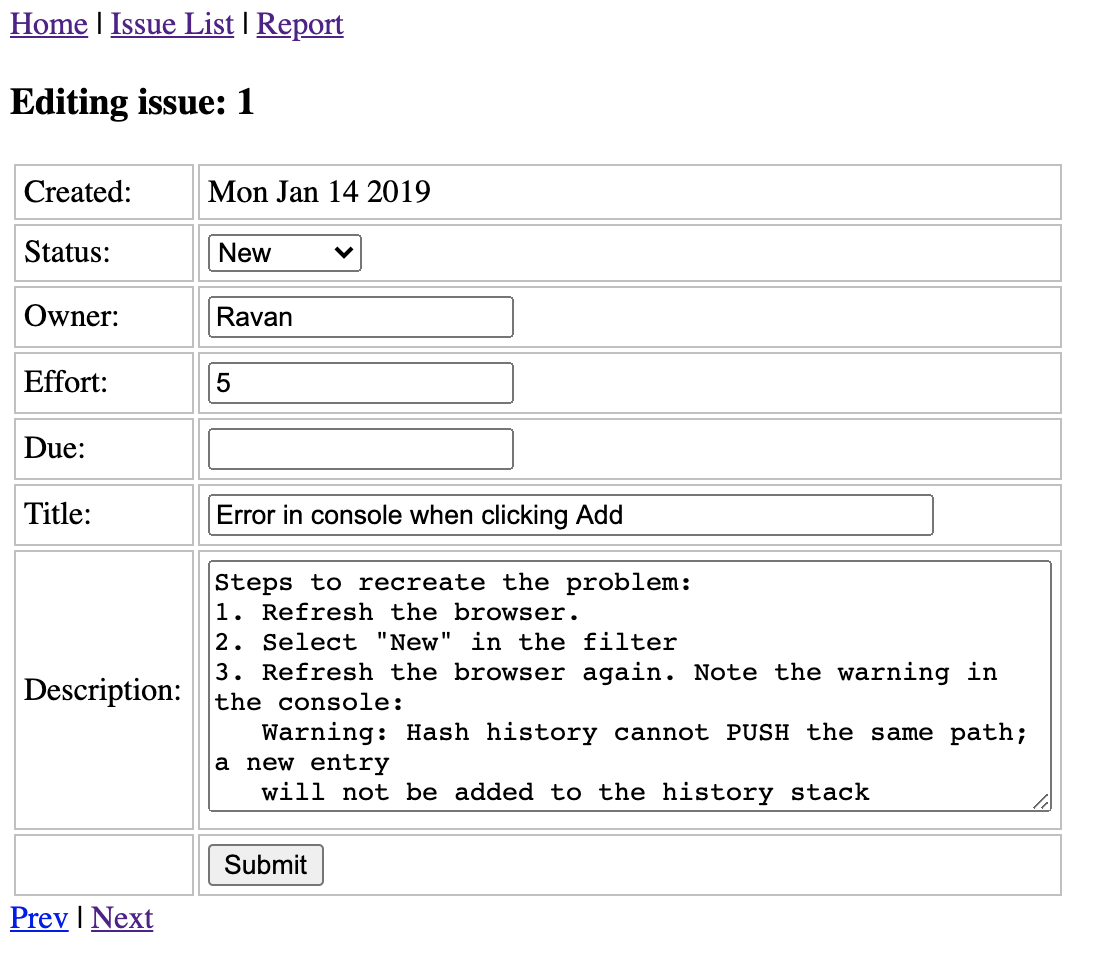 Home | Issue List | Report
Editing issue: 1
Created: Mon Jan 14 2019
Status: New
Owner: Ravan
Effort: 5
Due:
Title: Error in console when clicking Add
Description:
Steps to recreate the problem:
1. Refresh the browser.
2. Select "New" in the filter
3. Refresh the browser again. Note the warning in
the console:
   Warning: Hash history cannot PUSH the same path;
a new entry
   will not be added to the history stack
Submit
Prev | Next